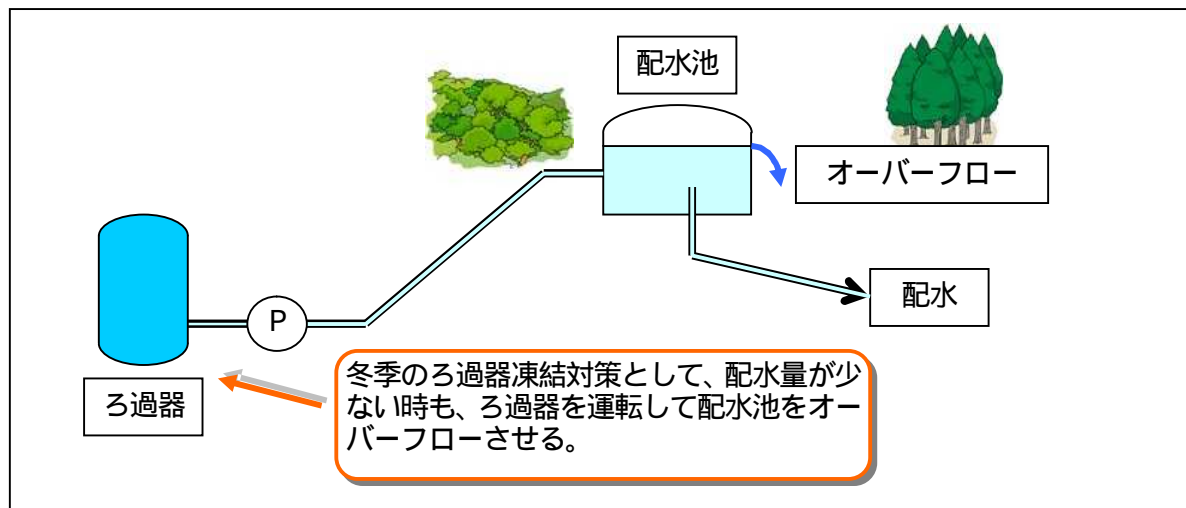 配水池
オーバーフロー
配水
P
ろ過器
冬季のろ過器凍結対策として、配水量が少
ない時も、ろ過器を運転して配水池をオー
バーフローさせる。